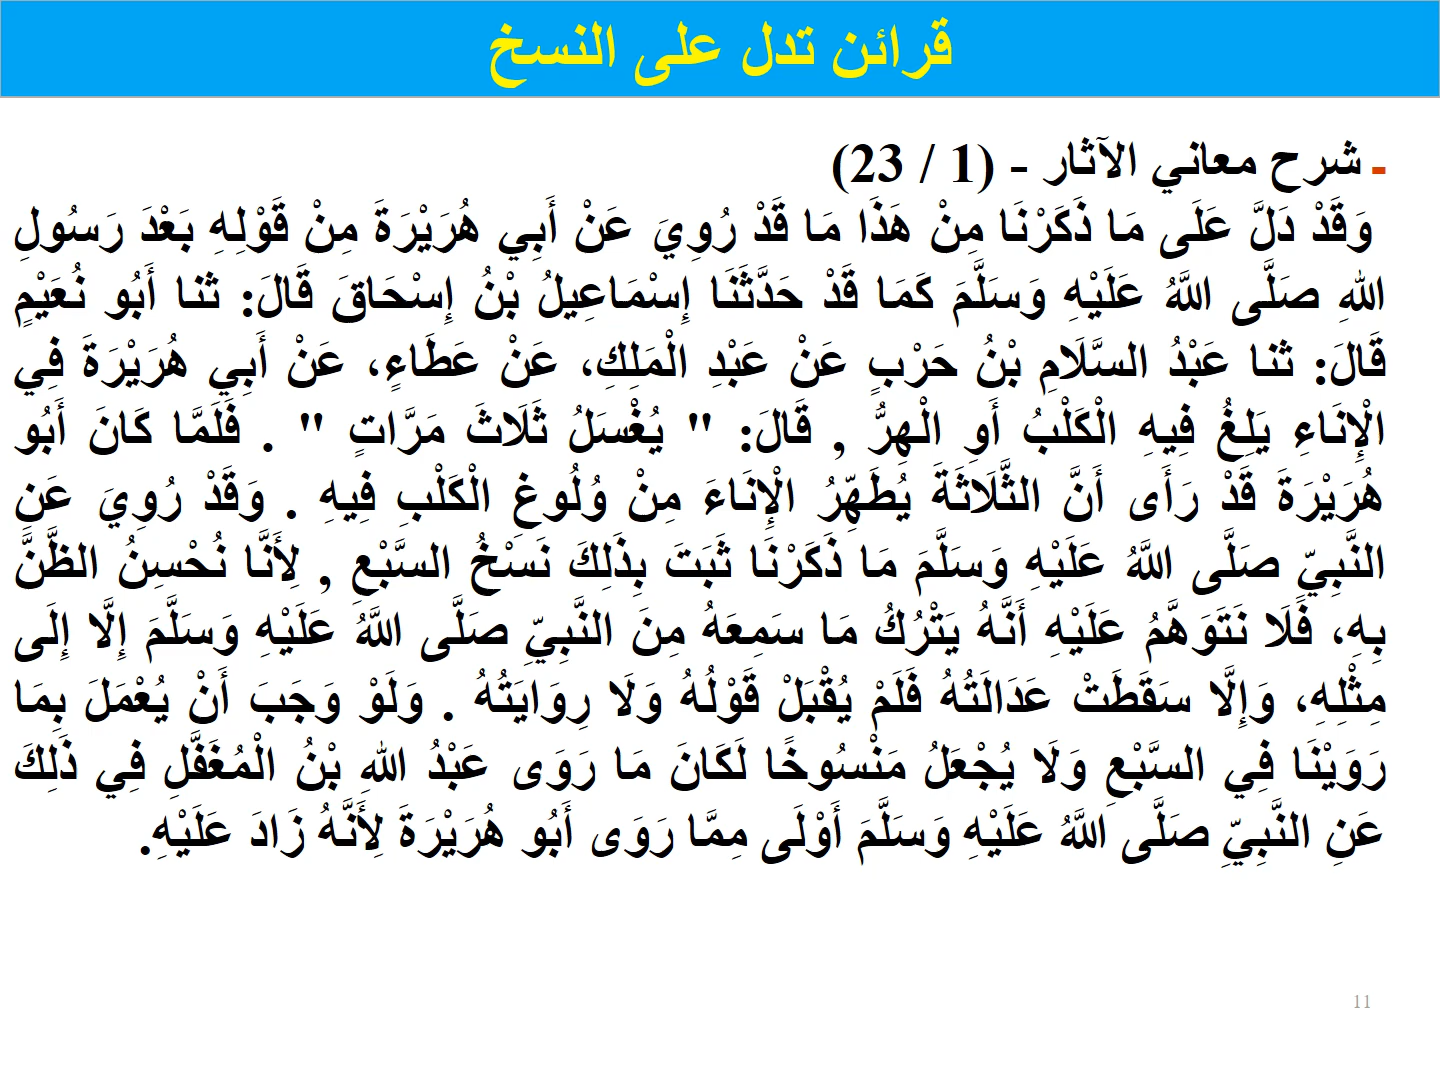 قرائن تدل على النسخ
- شرح معاني الآثار - (1 / 23)
وَقَدْ دَلَّ عَلَى مَا ذَكَرْنَا مِنْ هَذَا مَا قَدْ رُوِيَ عَنْ أَبِي هُرَيْرَةَ مِنْ قَوْلِهِ بَعْدَ رَسُولِ
اللهِ صَلَّى اللَّهُ عَلَيْهِ وَسَلَّمَ كَمَا قَدْ حَدَّثَنَا إِسْمَاعِيلُ بْنُ إِسْحَاقَ قَالَ: ثنا أَبُو نُعَيْمٍ
قَالَ: ثنا عَبْدُ السَّلَامِ بْنُ حَرْبٍ عَنْ عَبْدِ الْمَلِكِ، عَنْ عَطَاءٍ، عَنْ أَبِي هُرَيْرَةَ فِي
الْإِنَاءِ يَلِغُ فِيهِ الْكَلْبُ أَوِ الْهِرُّ , قَالَ: " يُغْسَلُ ثَلَاثَ مَرَّاتٍ " . فَلَمَّا كَانَ أَبُو
هُرَيْرَةَ قَدْ رَأَى أَنَّ الثَّلَاثَةَ يُطَهِّرُ الْإِنَاءَ مِنْ وُلُوغِ الْكَلْبِ فِيهِ . وَقَدْ رُوِيَ عَنِ
النَّبِيِّ صَلَّى اللَّهُ عَلَيْهِ وَسَلَّمَ مَا ذَكَرْنَا ثَبَتَ بِذَلِكَ نَسْخُ السَّبْعِ , لِأَنَّا نُحْسِنُ الظَّنَّ
بِهِ، فَلَا نَتَوَهَّمُ عَلَيْهِ أَنَّهُ يَتْرُكُ مَا سَمِعَهُ مِنَ النَّبِيِّ صَلَّى اللَّهُ عَلَيْهِ وَسَلَّمَ إِلَّا إِلَى
مِثْلِهِ، وَإِلَّا سَقَطَتْ عَدَالَتُهُ فَلَمْ يُقْبَلْ قَوْلُهُ وَلَا رِوَايَتُهُ . وَلَوْ وَجَبَ أَنْ يُعْمَلَ بِمَا
رَوَيْنَا فِي السَّبْعِ وَلَا يُجْعَلُ مَنْسُوخًا لَكَانَ مَا رَوَى عَبْدُ اللهِ بْنُ الْمُغَفَّلِ فِي ذَلِكَ
عَنِ النَّبِيِّ صَلَّى اللَّهُ عَلَيْهِ وَسَلَّمَ أَوْلَى مِمَّا رَوَى أَبُو هُرَيْرَةَ لِأَنَّهُ زَادَ عَلَيْهِ.
11